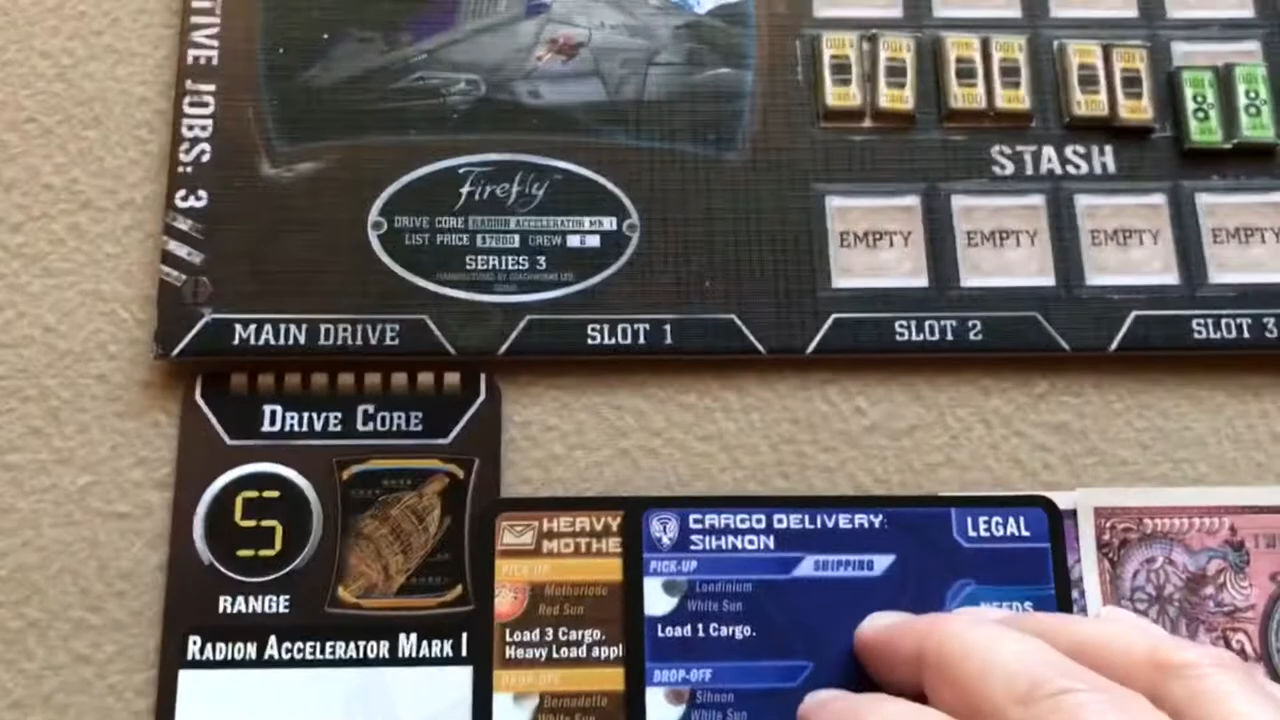 TIVE JOBS: 3
Firefly
DRIVE CORE RADION ACCELERATOR MK 1
LIST PRICE $7800 CREW 6
SERIES 3
STASH
EMPTY EMPTY EMPTY EMPTY
MAIN DRIVE SLOT 1 SLOT 2 SLOT 3
DRIVE CORE
5
RANGE
RADION ACCELERATOR MARK I
HEAVY
MOTHE
PICK-UP
Motherlode
Red Sun
Load 3 Cargo.
Heavy Load appl
DROP-OFF
Bernadette
White Sun
CARGO DELIVERY:
SIHNON
LEGAL
PICK-UP SHIPPING
Londinium
White Sun
NEEDS
Load 1 Cargo.
DROP-OFF
Sihnon
White Sun